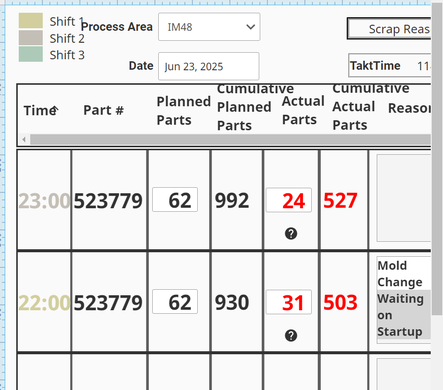 Shift 1
Shift 2
Shift 3
Process Area
IM48
Scrap Reas
Date
Jun 23, 2025
TaktTime
Time
Part #
Planned Parts
Cumulative Planned Parts
Actual Parts
Cumulative Actual Parts
Reason
23:00 523779 62 992 24 527
22:00 523779 62 930 31 503
Mold
Change
Waiting
on
Startup